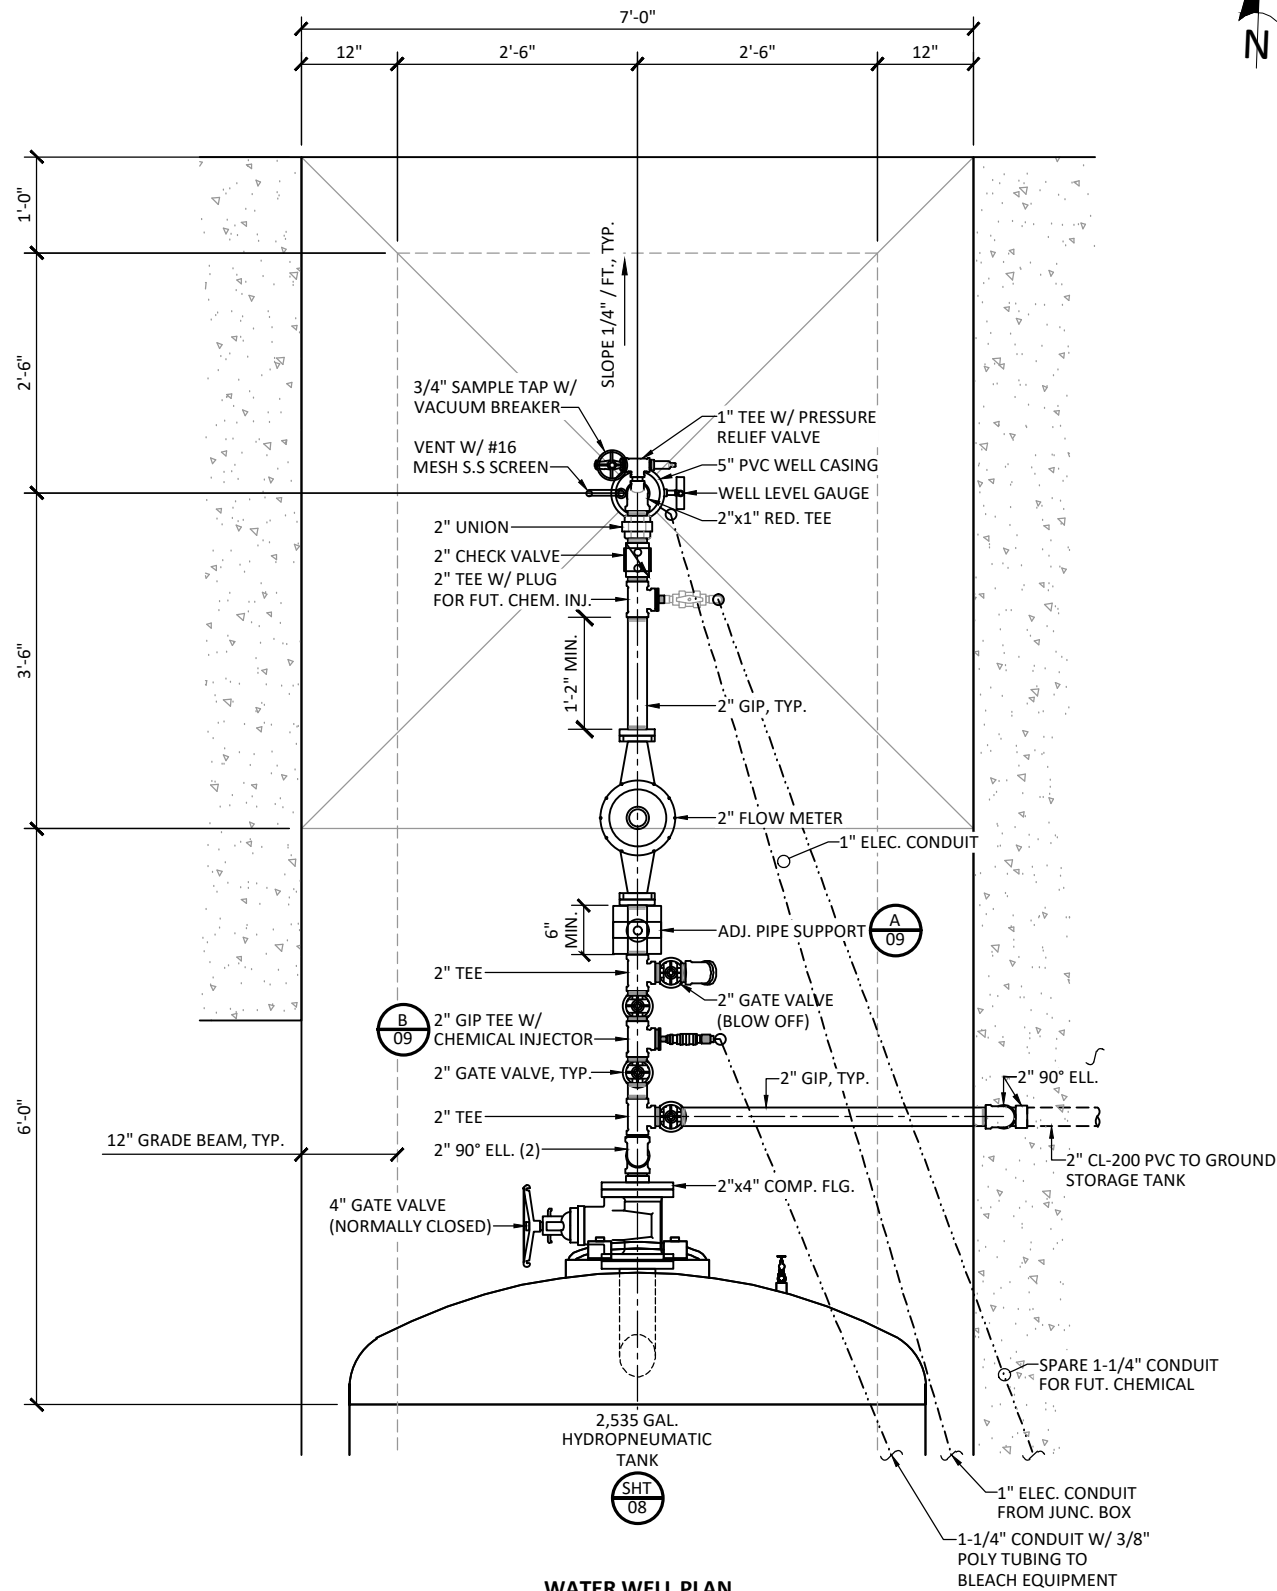 7'-0"
N
12"
2'-6"
2'-6"
12"
1'-0"
2'-6"
3'-6"
6'-0"
SLOPE 1/4" / FT., TYP.
3/4" SAMPLE TAP W/
VACUUM BREAKER
VENT W/ #16
MESH S.S SCREEN
1" TEE W/ PRESSURE
RELIEF VALVE
5" PVC WELL CASING
WELL LEVEL GAUGE
2"x1" RED. TEE
2" UNION
2" CHECK VALVE
2" TEE W/ PLUG
FOR FUT. CHEM. INJ.
1'-2" MIN.
2" GIP, TYP.
2" FLOW METER
1" ELEC. CONDUIT
6"
MIN.
ADJ. PIPE SUPPORT
A
09
2" TEE
2" GATE VALVE
(BLOW OFF)
B
09
2" GIP TEE W/
CHEMICAL INJECTOR
2" GATE VALVE, TYP.
2" GIP, TYP.
2" 90° ELL.
2" TEE
12" GRADE BEAM, TYP.
2" 90° ELL. (2)
2" CL-200 PVC TO GROUND
STORAGE TANK
2"x4" COMP. FLG.
4" GATE VALVE
(NORMALLY CLOSED)
SPARE 1-1/4" CONDUIT
FOR FUT. CHEMICAL
2,535 GAL.
HYDROPNEUMATIC
TANK
SHT
08
1" ELEC. CONDUIT
FROM JUNC. BOX
1-1/4" CONDUIT W/ 3/8"
POLY TUBING TO
BLEACH EQUIPMENT
WATER WELL PLAN